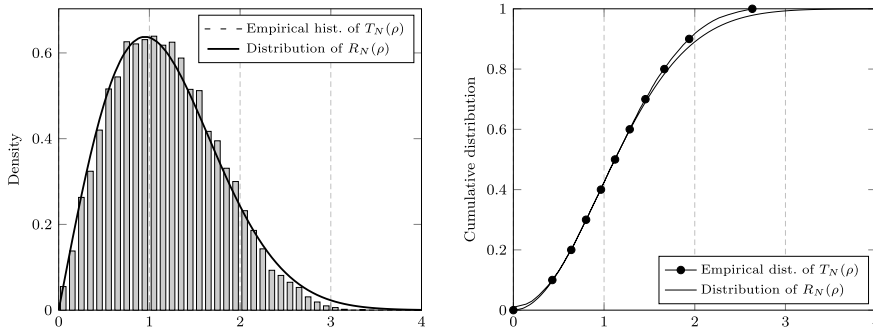 0.6
0.4
0.2
0
Density
Empirical hist. of T_N(ρ)
Distribution of R_N(ρ)
0 1 2 3 4
1
0.8
0.6
0.4
0.2
0
Cumulative distribution
Empirical dist. of T_N(ρ)
Distribution of R_N(ρ)
0 1 2 3 4